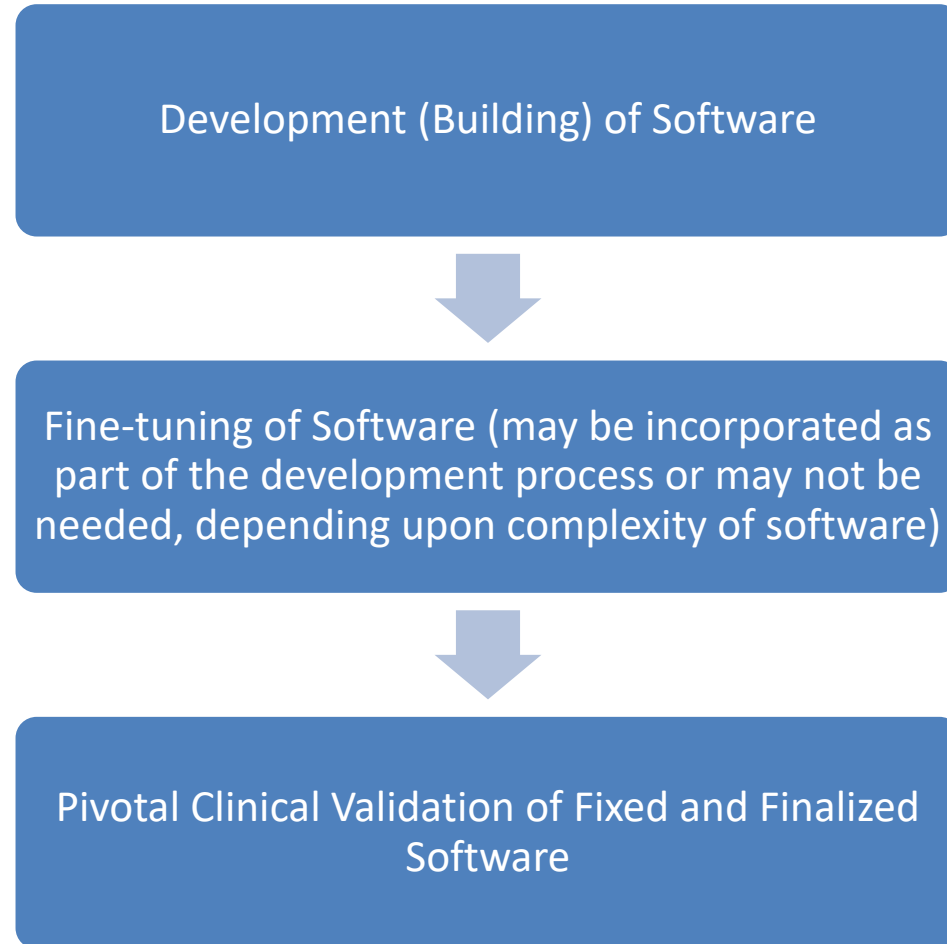 Development (Building) of Software
Fine-tuning of Software (may be incorporated as
part of the development process or may not be
needed, depending upon complexity of software)
Pivotal Clinical Validation of Fixed and Finalized
Software